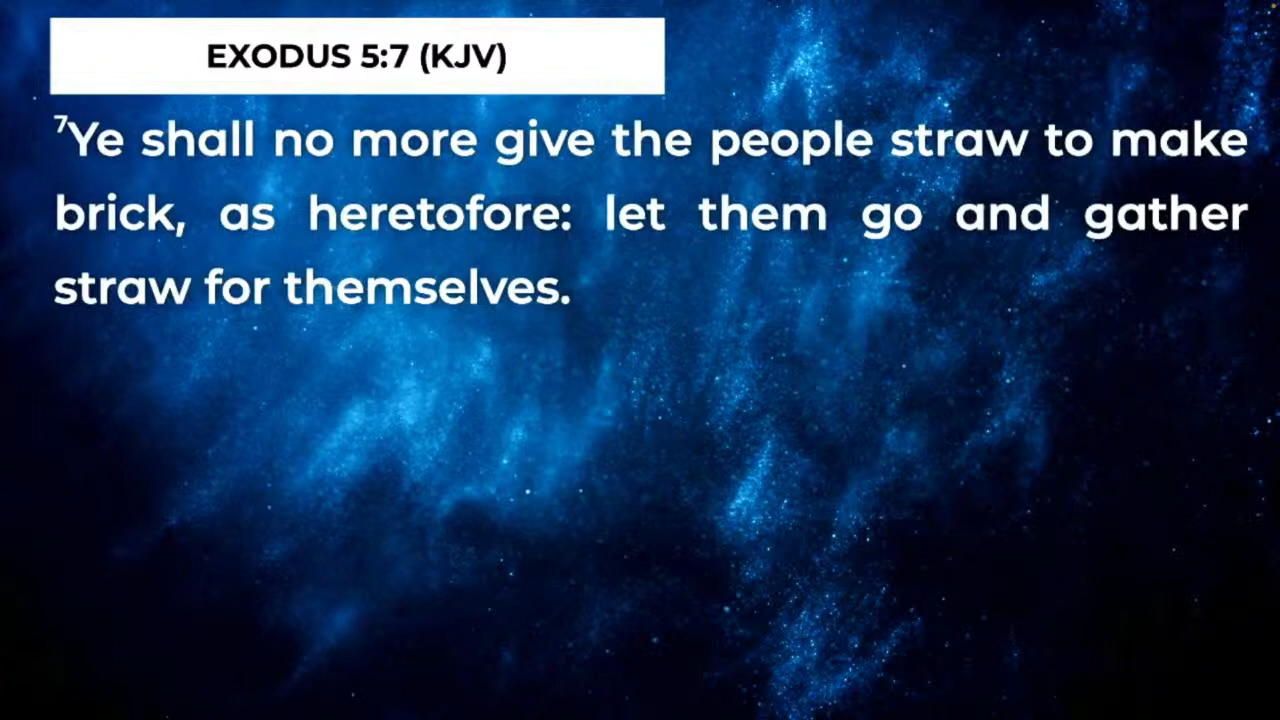 EXODUS 5:7 (KJV)
⁷Ye shall no more give the people straw to make
brick, as heretofore: let them go and gather
straw for themselves.